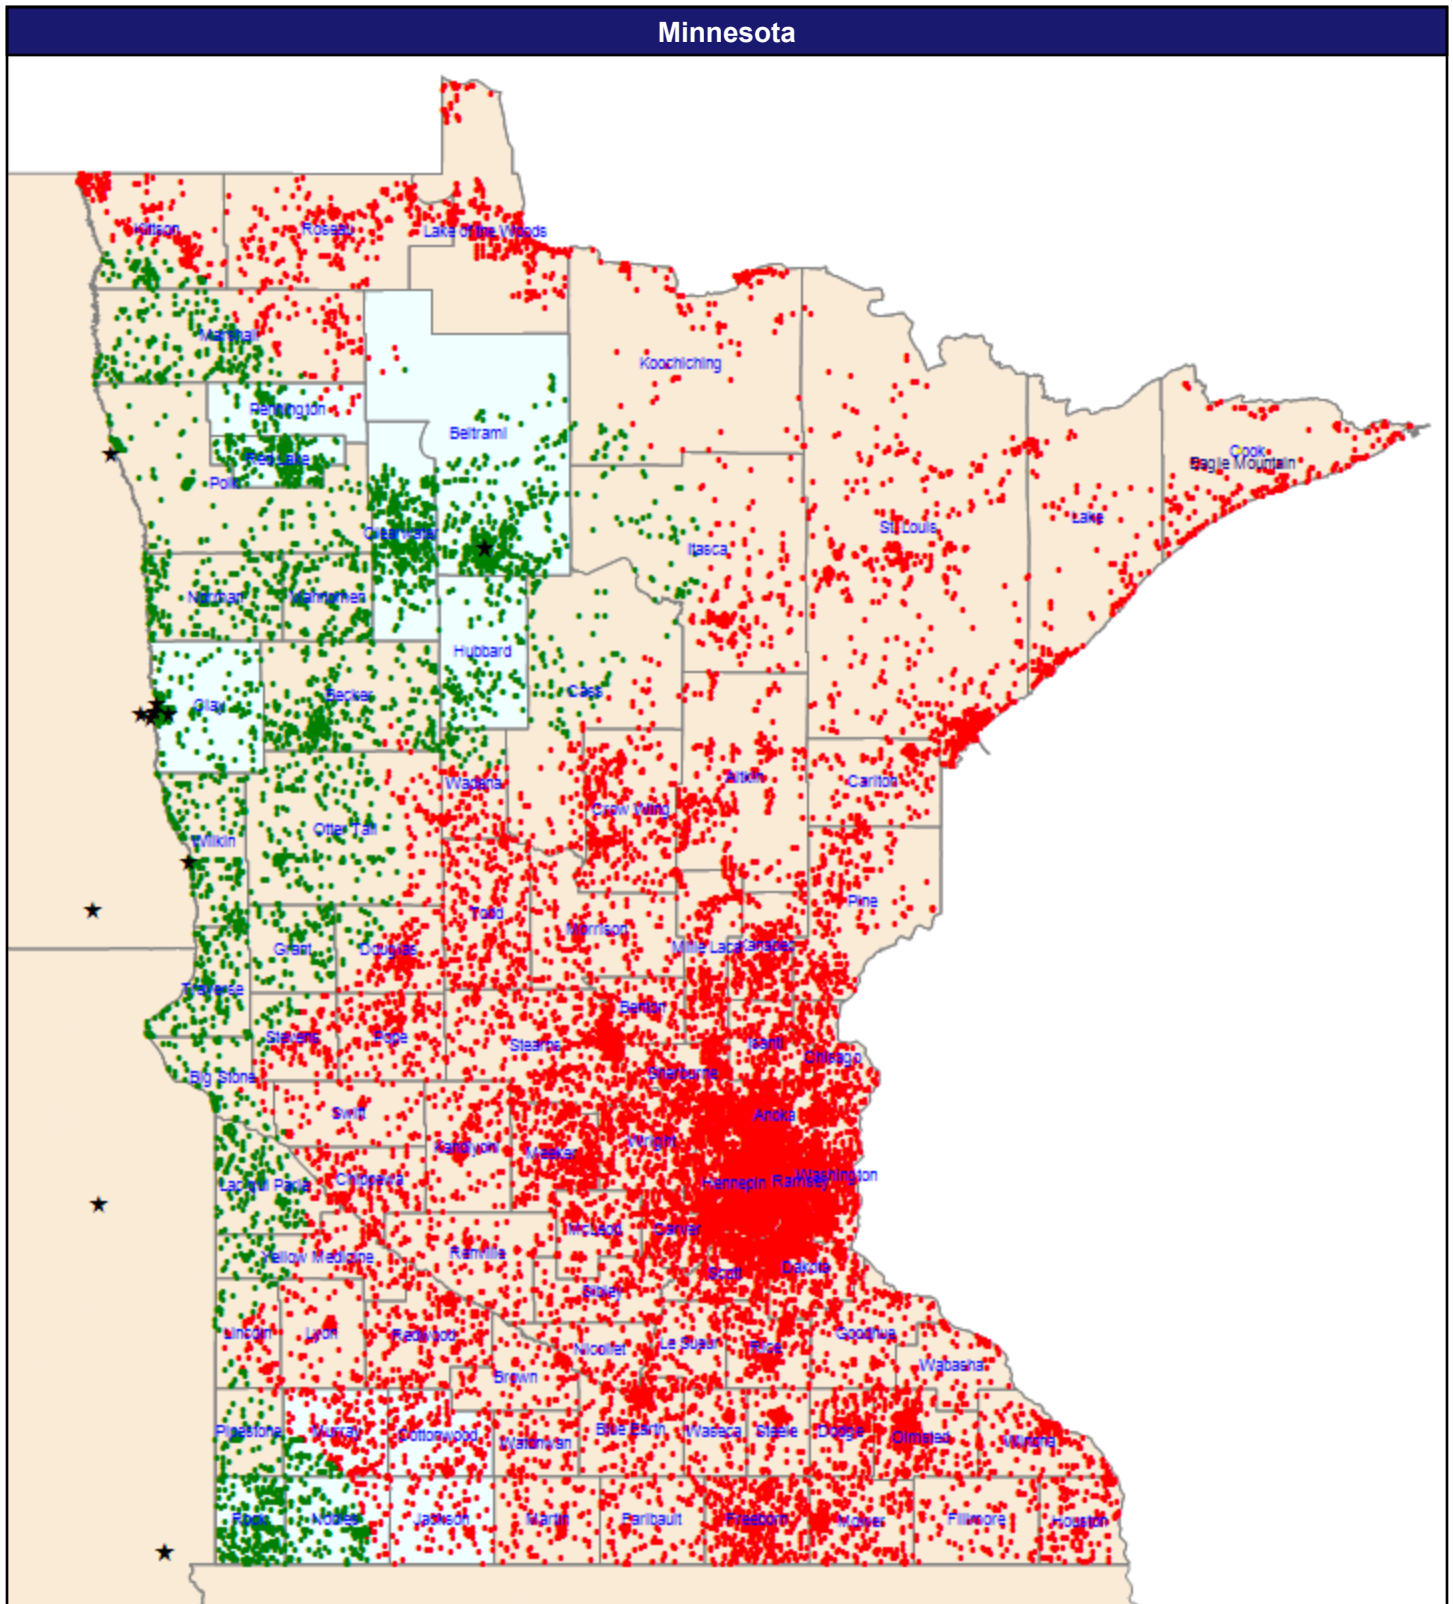 Minnesota
Kittson
Roseau
Lake of the Woods
Marshall
Koochiching
Pennington
Beltrami
Red Lake
Polk
Cook
Eagle Mountain
Clearwater
St. Louis
Lake
Itasca
Norman
Mahnomen
Hubbard
Clay
Becker
Cass
Wadena
Aitkin
Carlton
Crow Wing
Otter Tail
Wilkin
Pine
Todd
Morrison
Grant
Douglas
Mille Lacs
Kanabec
Traverse
Benton
Stevens
Pope
Stearns
Isanti
Chisago
Big Stone
Sherburne
Swift
Anoka
Kandiyohi
Meeker
Wright
Lac qui Parle
Chippewa
Hennepin
Ramsey
Washington
McLeod
Carver
Yellow Medicine
Renville
Scott
Dakota
Sibley
Lincoln
Lyon
Redwood
Nicollet
Le Sueur
Rice
Goodhue
Wabasha
Brown
Pipestone
Murray
Cottonwood
Watonwan
Blue Earth
Waseca
Steele
Dodge
Olmsted
Winona
Rock
Nobles
Jackson
Martin
Faribault
Freeborn
Mower
Fillmore
Houston